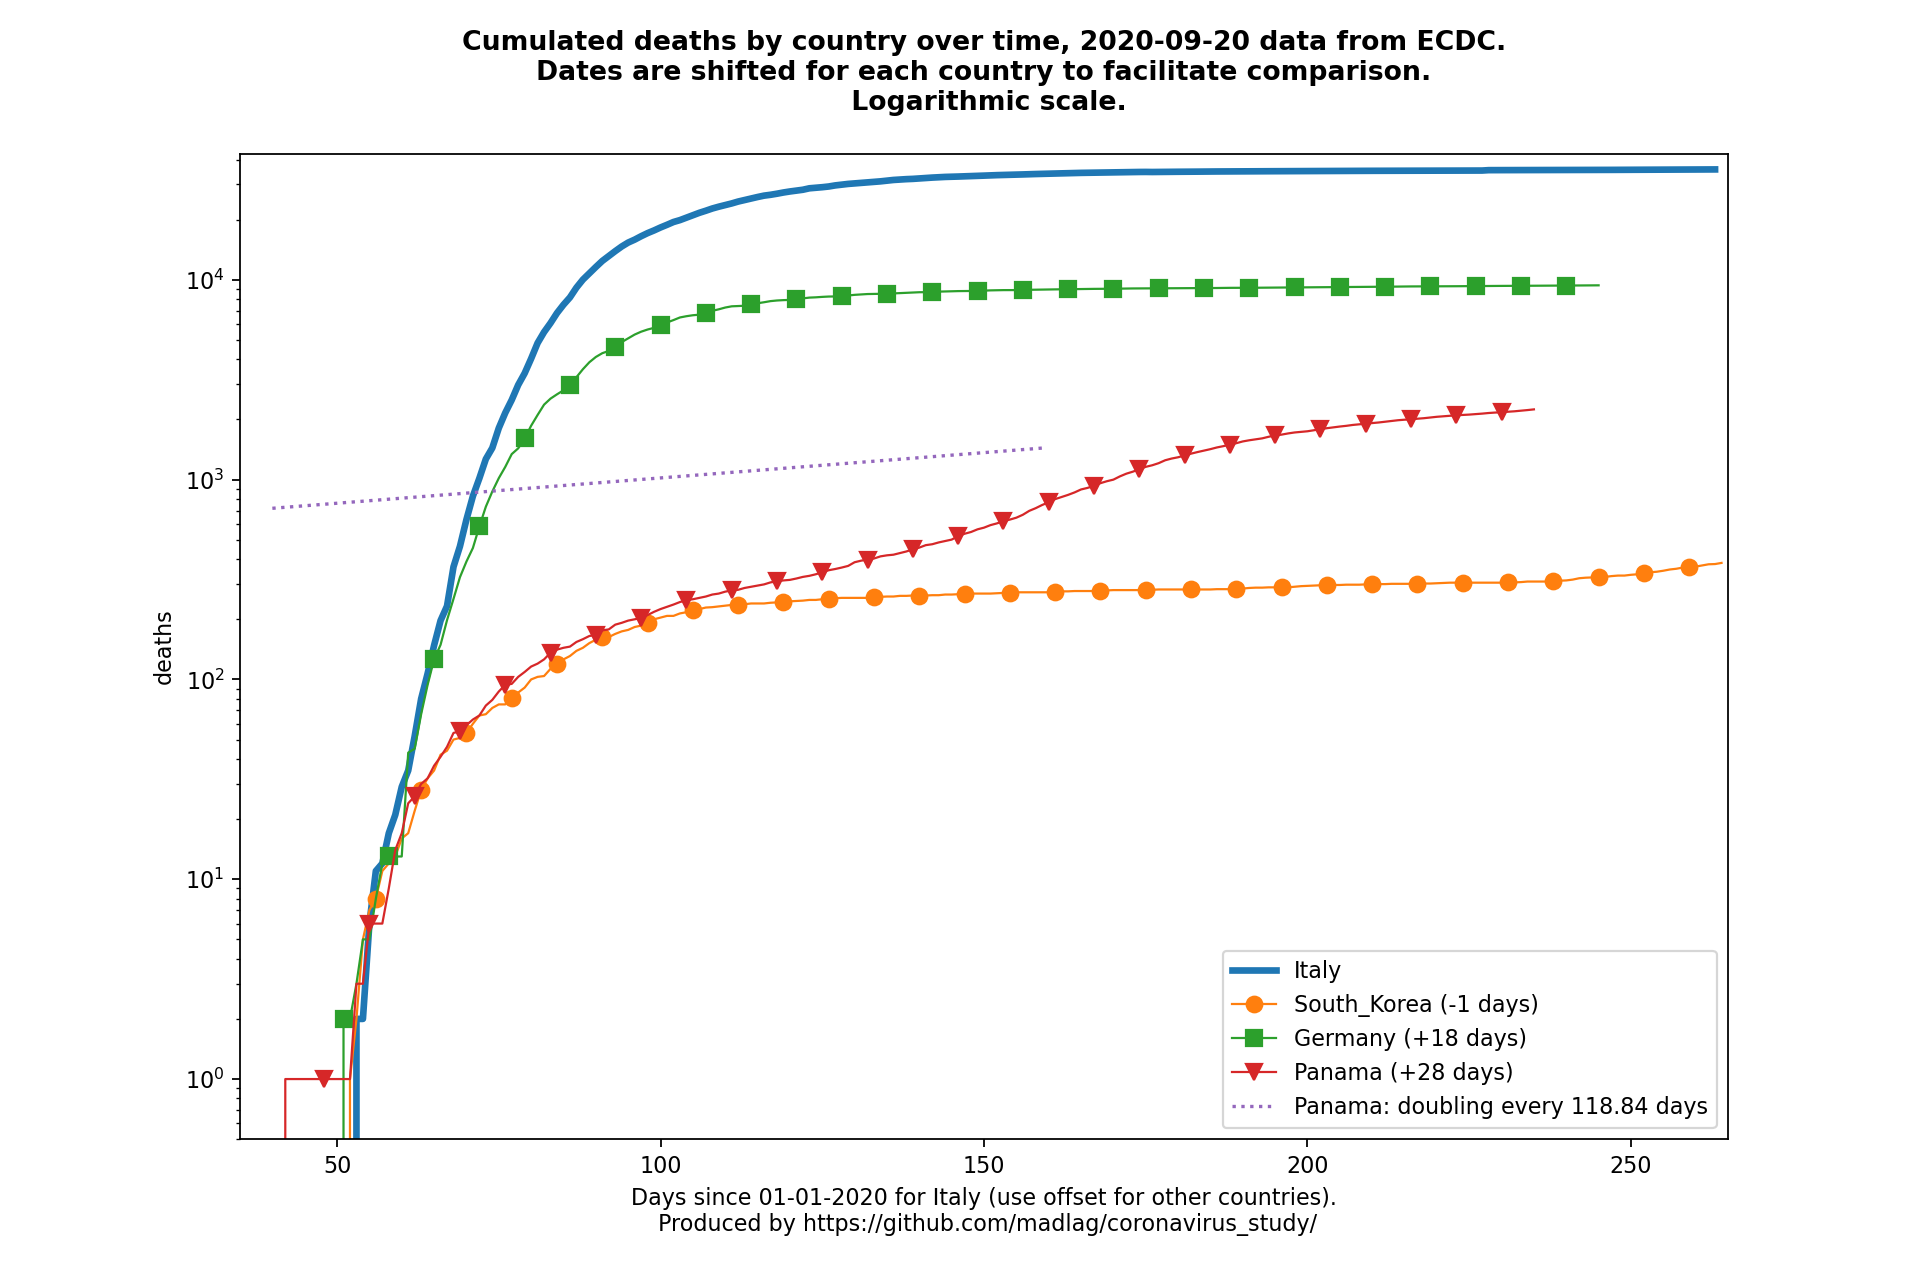 Cumulated deaths by country over time, 2020-09-20 data from ECDC.
Dates are shifted for each country to facilitate comparison.
Logarithmic scale.
deaths
10^4
10^3
10^2
10^1
10^0
50 100 150 200 250
Italy
South_Korea (-1 days)
Germany (+18 days)
Panama (+28 days)
Panama: doubling every 118.84 days
Days since 01-01-2020 for Italy (use offset for other countries).
Produced by https://github.com/madlag/coronavirus_study/